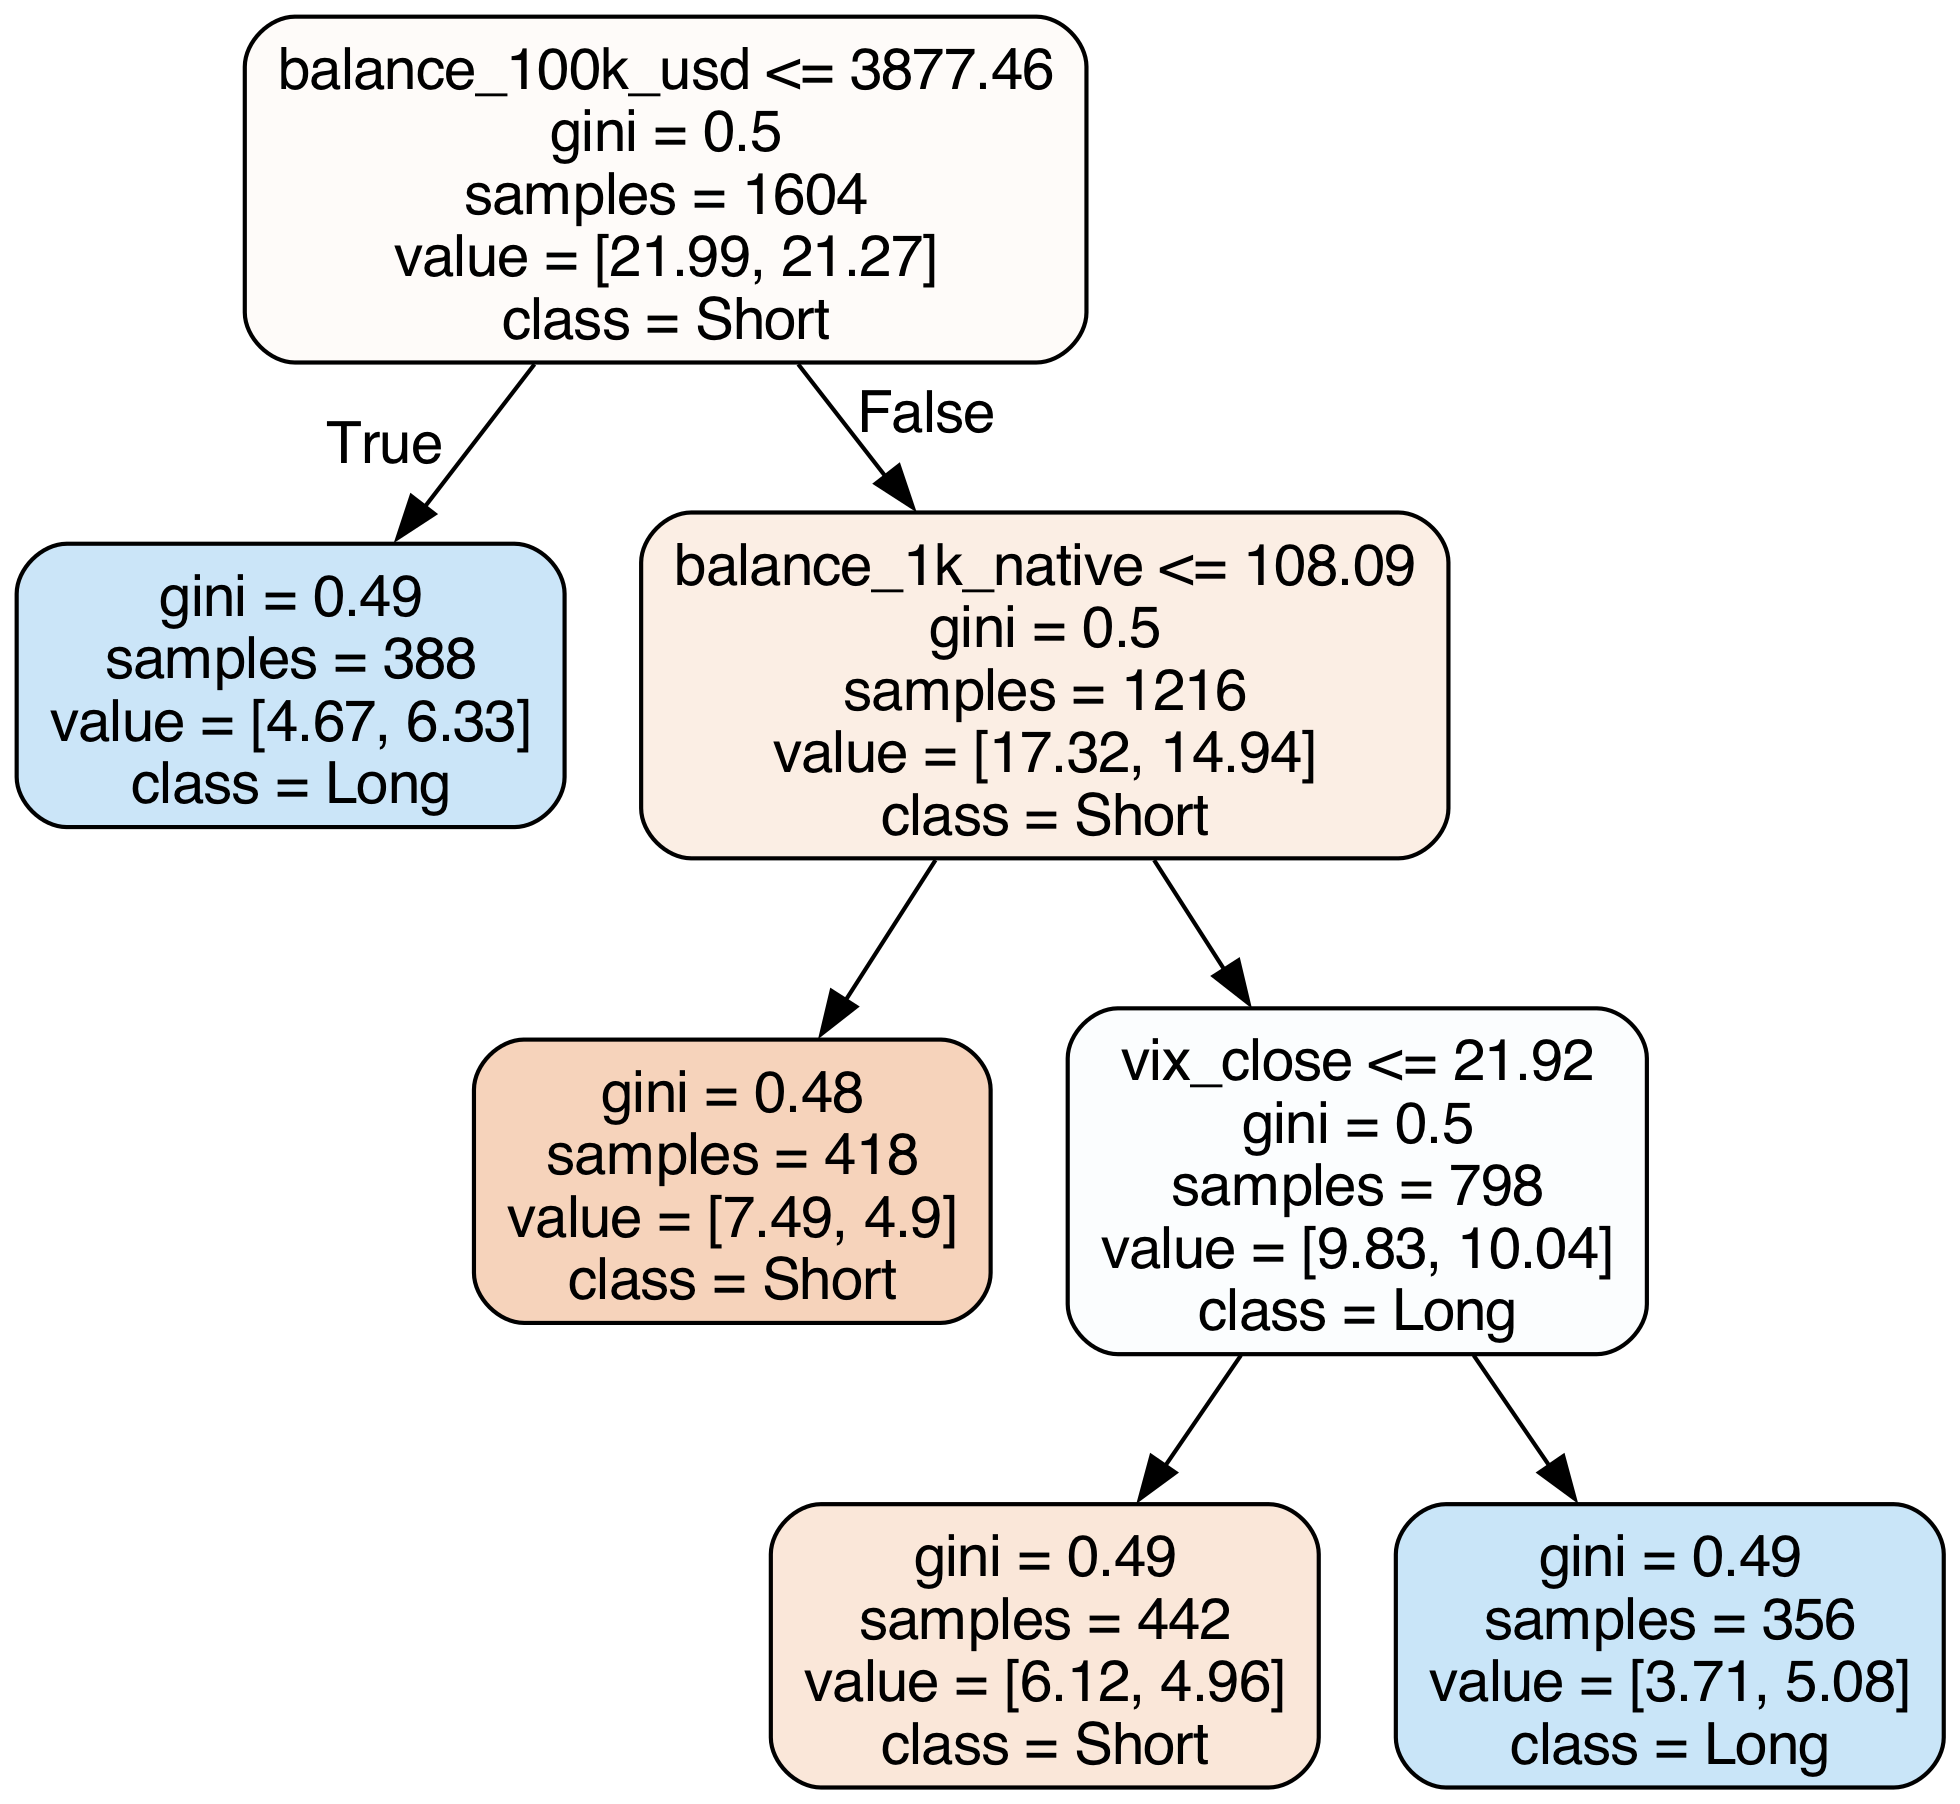 balance_100k_usd <= 3877.46
gini = 0.5
samples = 1604
value = [21.99, 21.27]
class = Short
True
False
gini = 0.49
samples = 388
value = [4.67, 6.33]
class = Long
balance_1k_native <= 108.09
gini = 0.5
samples = 1216
value = [17.32, 14.94]
class = Short
gini = 0.48
samples = 418
value = [7.49, 4.9]
class = Short
vix_close <= 21.92
gini = 0.5
samples = 798
value = [9.83, 10.04]
class = Long
gini = 0.49
samples = 442
value = [6.12, 4.96]
class = Short
gini = 0.49
samples = 356
value = [3.71, 5.08]
class = Long